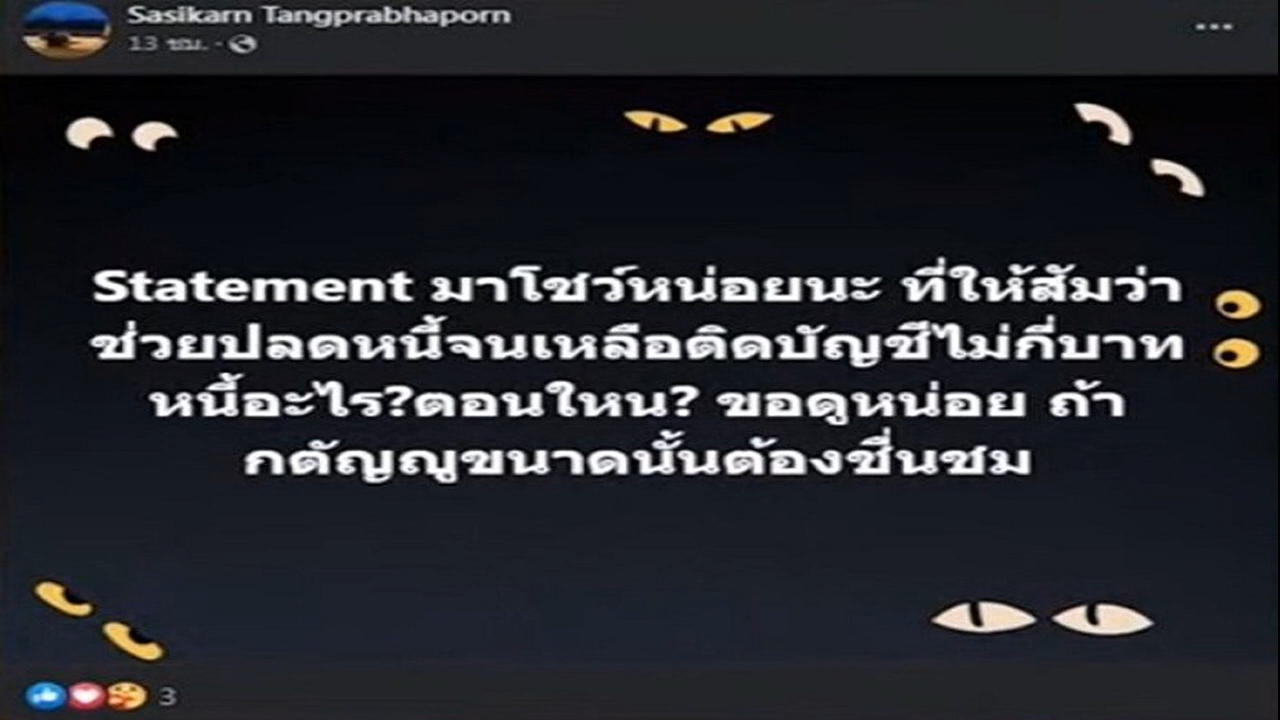 Sasikarn Tangprabhaporn
13 ชม.
Statement มาโชว์หน่อยนะ ที่ให้สัมว่า
ช่วยปลดหนี้จนเหลือติดบัญชีไม่กี่บาท
หนี้อะไร?ตอนใหน? ขอดูหน่อย ถ้า
กตัญญูขนาดนั้นต้องชื่นชม
3